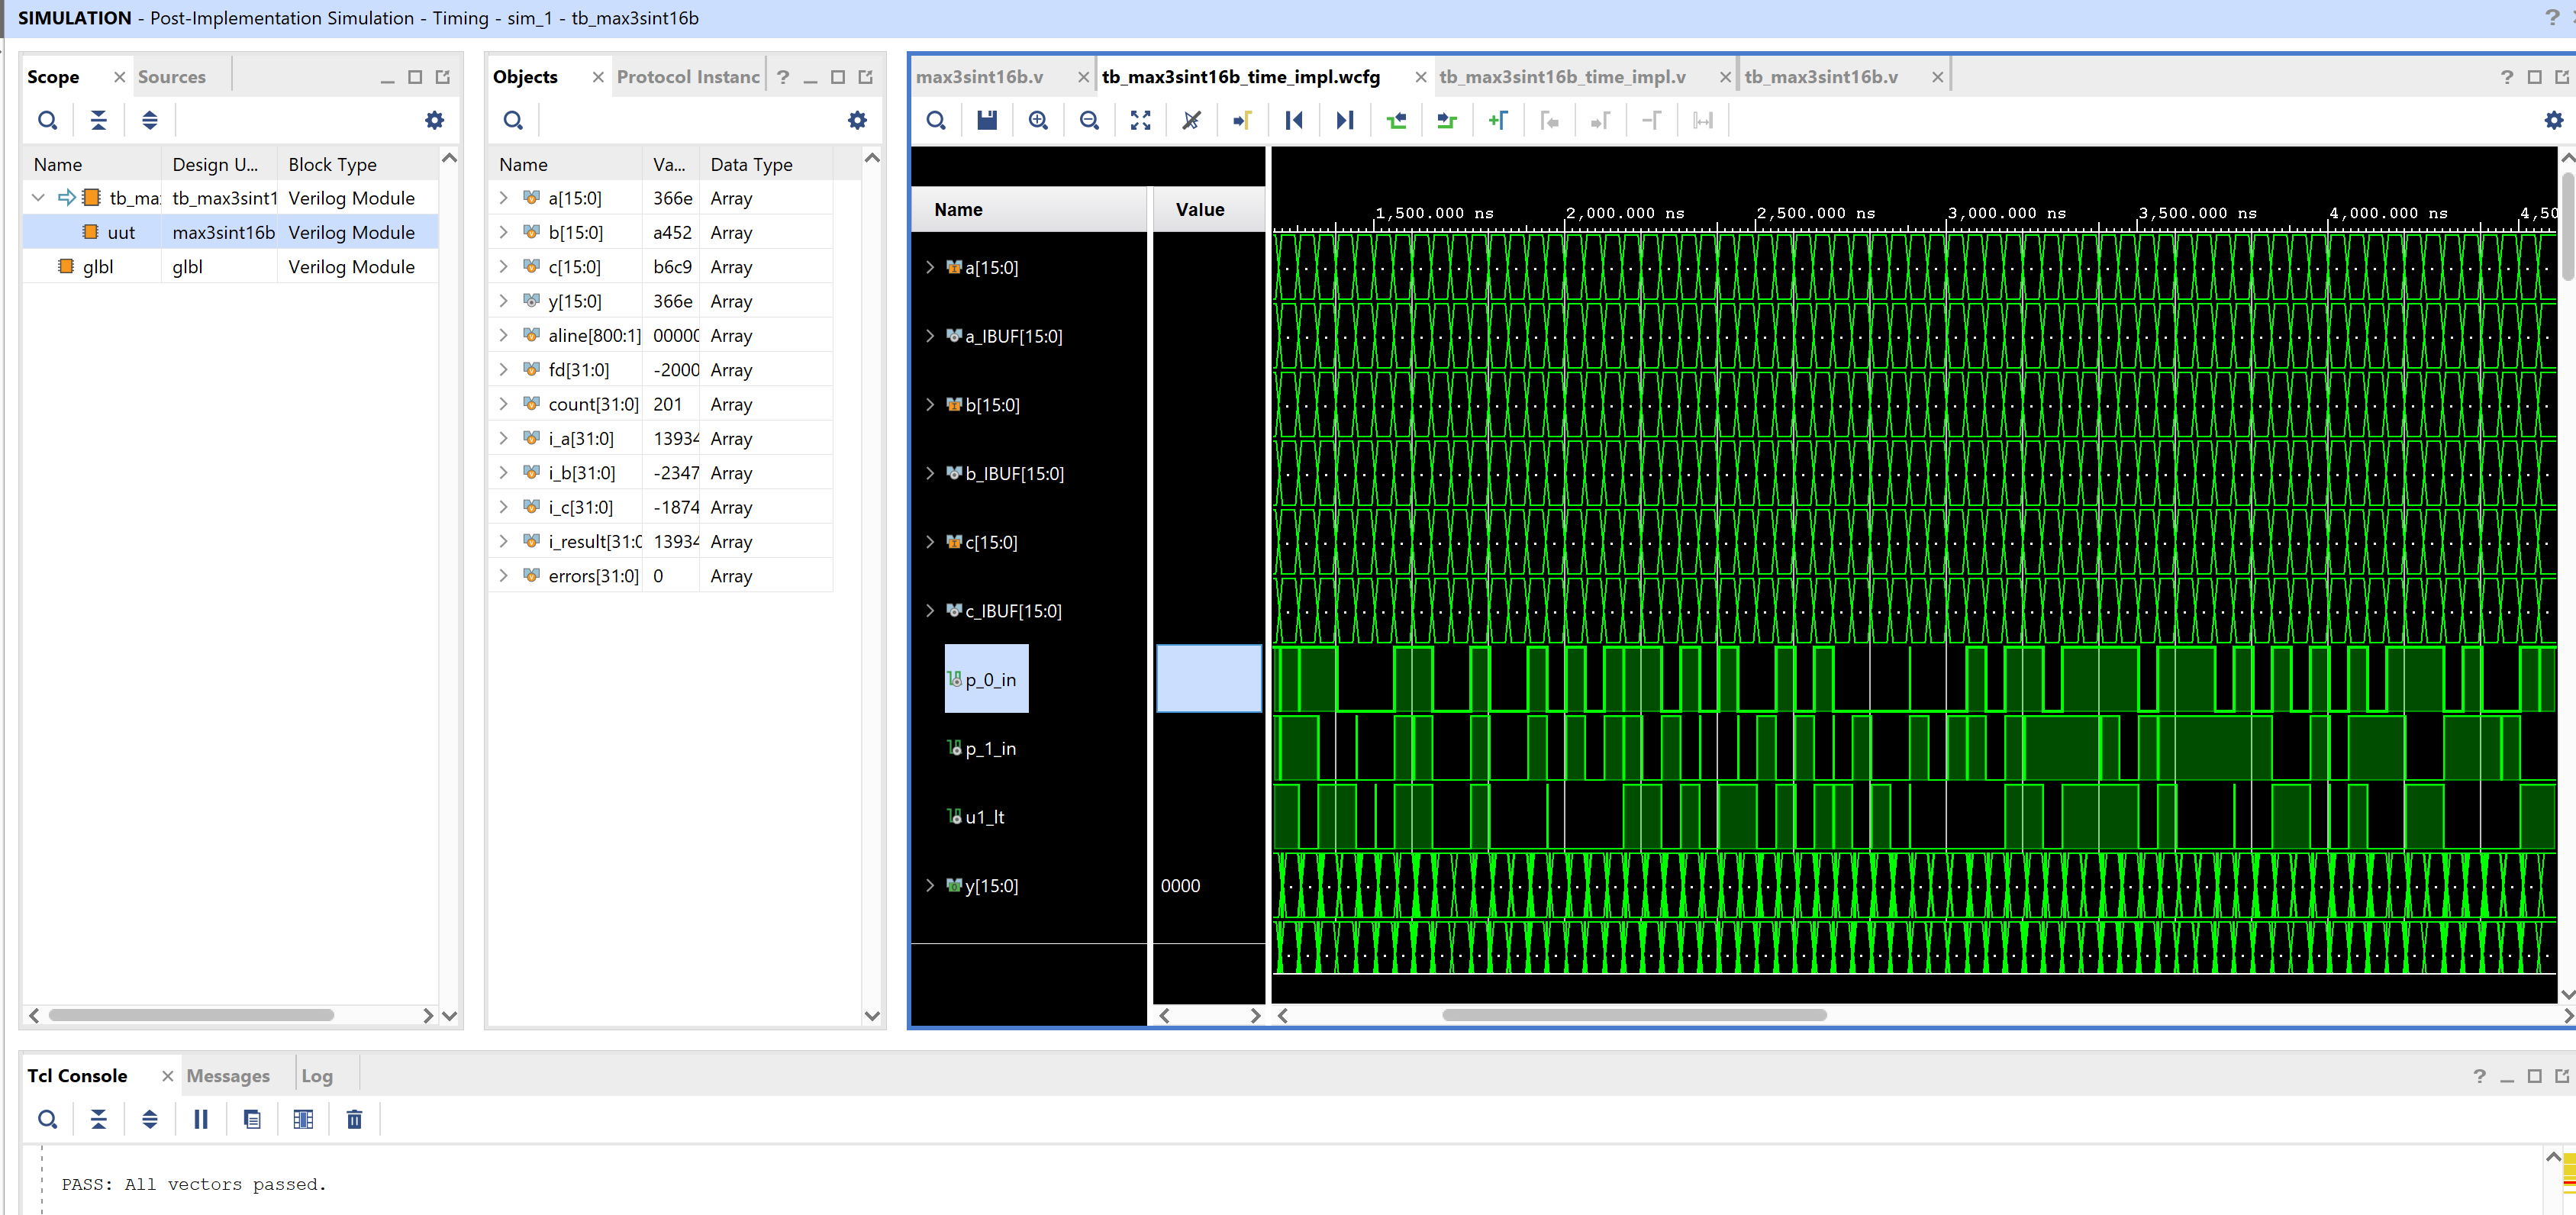 SIMULATION - Post-Implementation Simulation - Timing - sim_1 - tb_max3sint16b
?
Scope × Sources
Name Design U... Block Type
tb_ma: tb_max3sint1 Verilog Module
uut max3sint16b Verilog Module
glbl glbl Verilog Module
Objects × Protocol Instanc ?
Name Va... Data Type
a[15:0] 366e Array
b[15:0] a452 Array
c[15:0] b6c9 Array
y[15:0] 366e Array
aline[800:1] 00000 Array
fd[31:0] -2000 Array
count[31:0] 201 Array
i_a[31:0] 13934 Array
i_b[31:0] -2347 Array
i_c[31:0] -1874 Array
i_result[31:0 13934 Array
errors[31:0] 0 Array
max3sint16b.v × tb_max3sint16b_time_impl.wcfg × tb_max3sint16b_time_impl.v × tb_max3sint16b.v × ?
Name Value
1,500.000 ns 2,000.000 ns 2,500.000 ns 3,000.000 ns 3,500.000 ns 4,000.000 ns 4,50
a[15:0]
a_IBUF[15:0]
b[15:0]
b_IBUF[15:0]
c[15:0]
c_IBUF[15:0]
p_0_in
p_1_in
u1_lt
y[15:0] 0000
Tcl Console × Messages Log ?
PASS: All vectors passed.